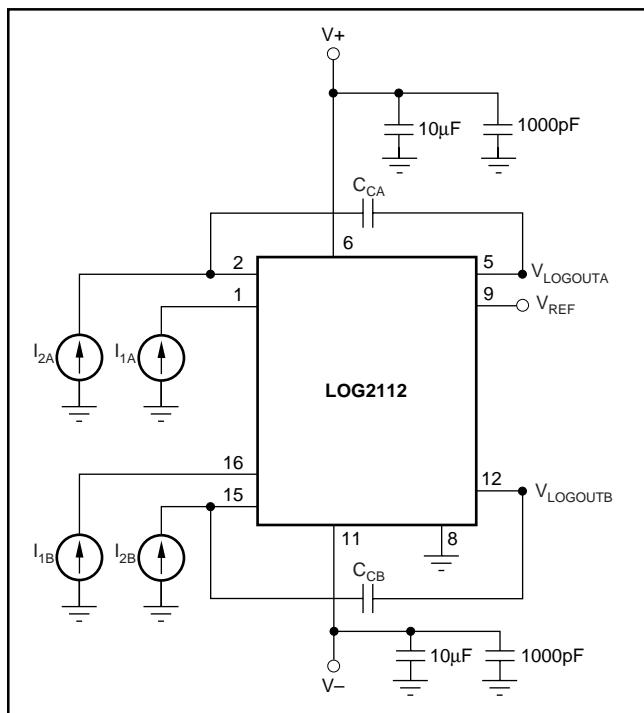 V+
10µF
1000pF
C_CA
6
2
5
V_LOGOUTA
1
9
V_REF
I_2A
I_1A
LOG2112
16
12
V_LOGOUTB
15
I_1B
I_2B
11
8
C_CB
10µF
1000pF
V–